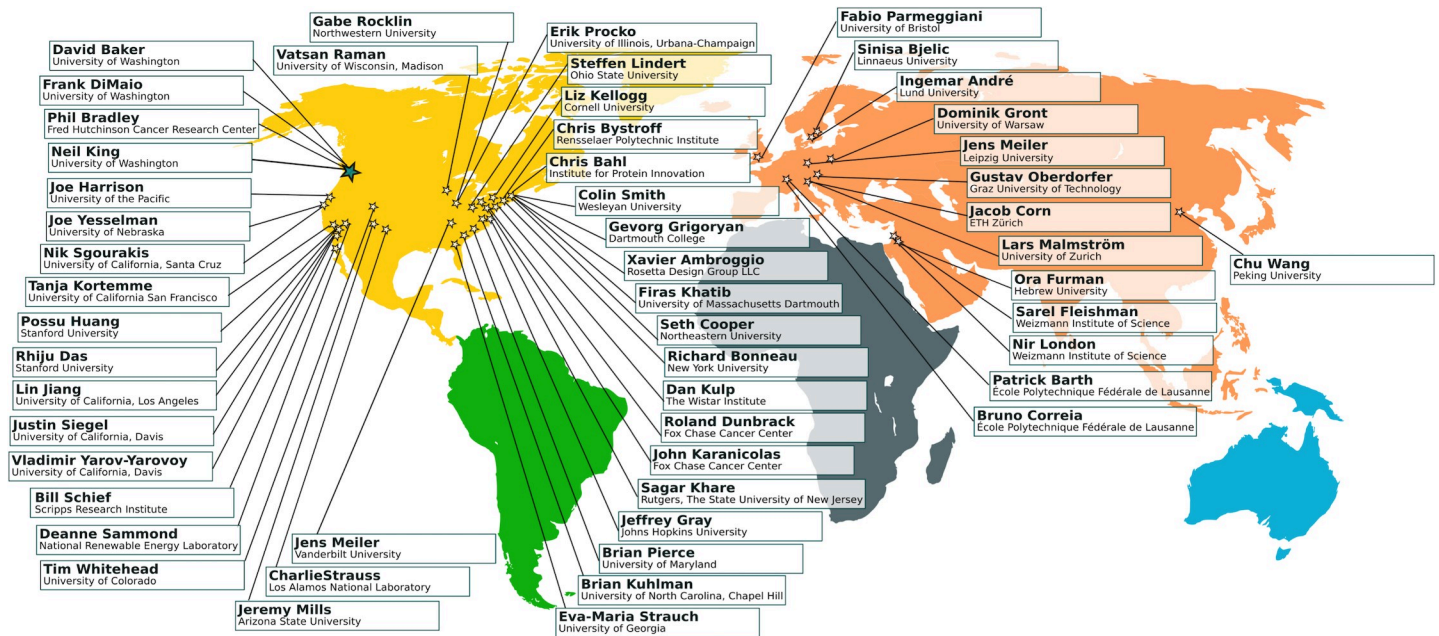 David Baker
University of Washington
Frank DiMaio
University of Washington
Phil Bradley
Fred Hutchinson Cancer Research Center
Neil King
University of Washington
Joe Harrison
University of the Pacific
Joe Yesselman
University of Nebraska
Nik Sgourakis
University of California, Santa Cruz
Tanja Kortemme
University of California San Francisco
Possu Huang
Stanford University
Rhiju Das
Stanford University
Lin Jiang
University of California, Los Angeles
Justin Siegel
University of California, Davis
Vladimir Yarov-Yarovoy
University of California, Davis
Bill Schief
Scripps Research Institute
Deanne Sammond
National Renewable Energy Laboratory
Tim Whitehead
University of Colorado
Jeremy Mills
Arizona State University
CharlieStrauss
Los Alamos National Laboratory
Jens Meiler
Vanderbilt University
Gabe Rocklin
Northwestern University
Vatsan Raman
University of Wisconsin, Madison
Erik Procko
University of Illinois, Urbana-Champaign
Steffen Lindert
Ohio State University
Liz Kellogg
Cornell University
Chris Bystroff
Rensselaer Polytechnic Institute
Chris Bahl
Institute for Protein Innovation
Colin Smith
Wesleyan University
Gevorg Grigoryan
Dartmouth College
Xavier Ambroggio
Rosetta Design Group LLC
Firas Khatib
University of Massachusetts Dartmouth
Seth Cooper
Northeastern University
Richard Bonneau
New York University
Dan Kulp
The Wistar Institute
Roland Dunbrack
Fox Chase Cancer Center
John Karanicolas
Fox Chase Cancer Center
Sagar Khare
Rutgers, The State University of New Jersey
Jeffrey Gray
Johns Hopkins University
Brian Pierce
University of Maryland
Brian Kuhlman
University of North Carolina, Chapel Hill
Eva-Maria Strauch
University of Georgia
Fabio Parmeggiani
University of Bristol
Sinisa Bjelic
Linnaeus University
Ingemar André
Lund University
Dominik Gront
University of Warsaw
Jens Meiler
Leipzig University
Gustav Oberdorfer
Graz University of Technology
Jacob Corn
ETH Zürich
Lars Malmström
University of Zurich
Chu Wang
Peking University
Ora Furman
Hebrew University
Sarel Fleishman
Weizmann Institute of Science
Nir London
Weizmann Institute of Science
Patrick Barth
École Polytechnique Fédérale de Lausanne
Bruno Correia
École Polytechnique Fédérale de Lausanne